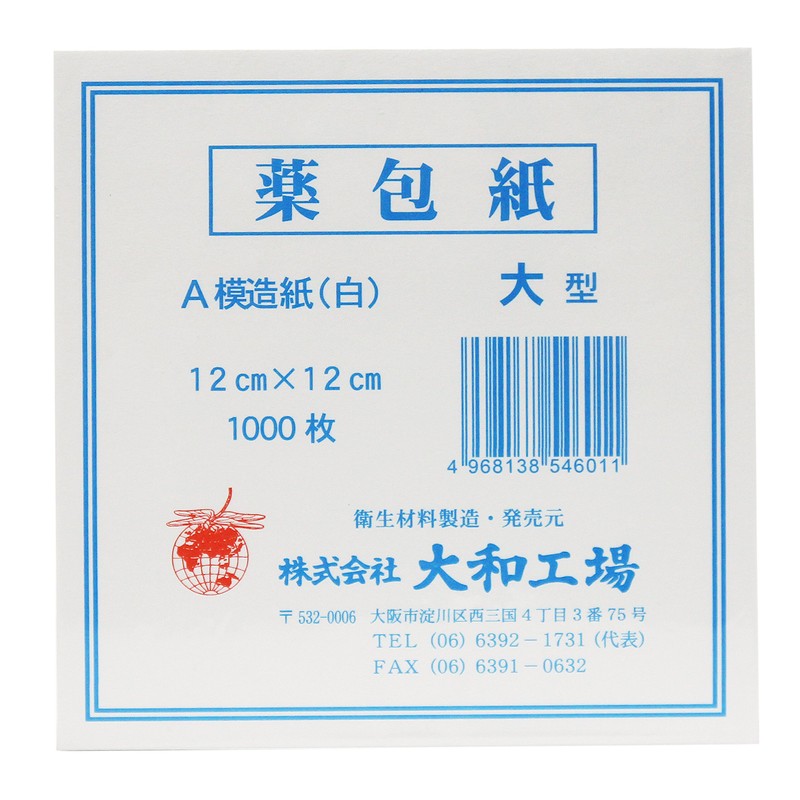 薬包紙
A模造紙(白)
大型
12cm×12cm
1000枚
4 968138 546011
衛生材料製造・発売元
株式会社 大和工場
〒532-0006 大阪市淀川区西三国4丁目3番75号
TEL (06) 6392-1731 (代表)
FAX (06) 6391-0632